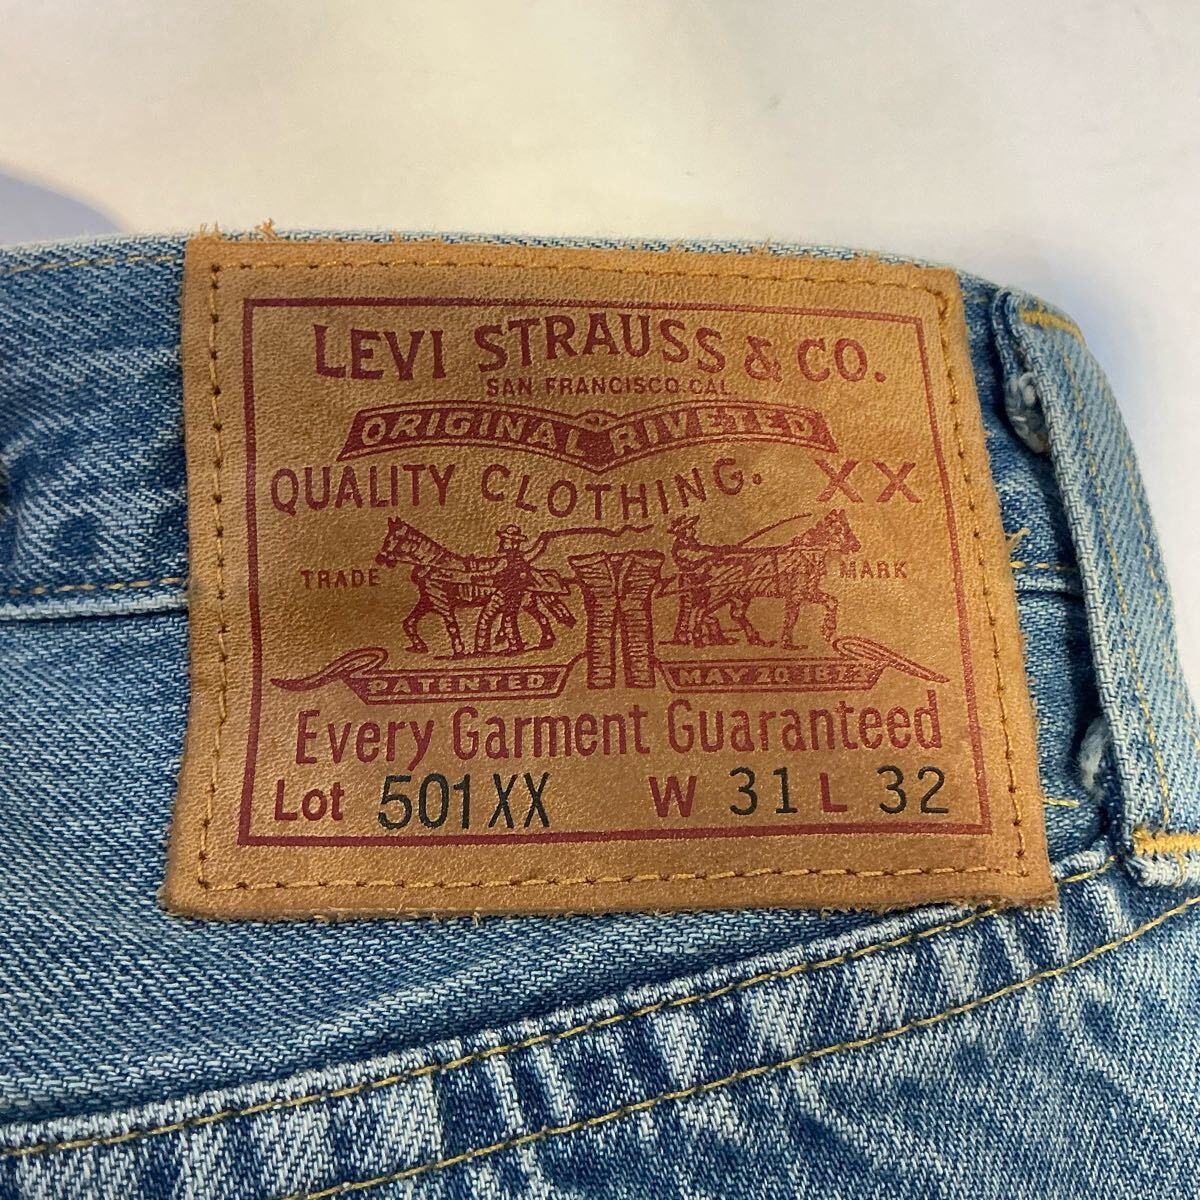 LEVI STRAUSS & CO.
SAN FRANCISCO, CAL
ORIGINAL RIVETED
QUALITY CLOTHING. XX
TRADE MARK
PATENTED MAY 20 1873
Every Garment Guaranteed
Lot 501XX W 31 L 32